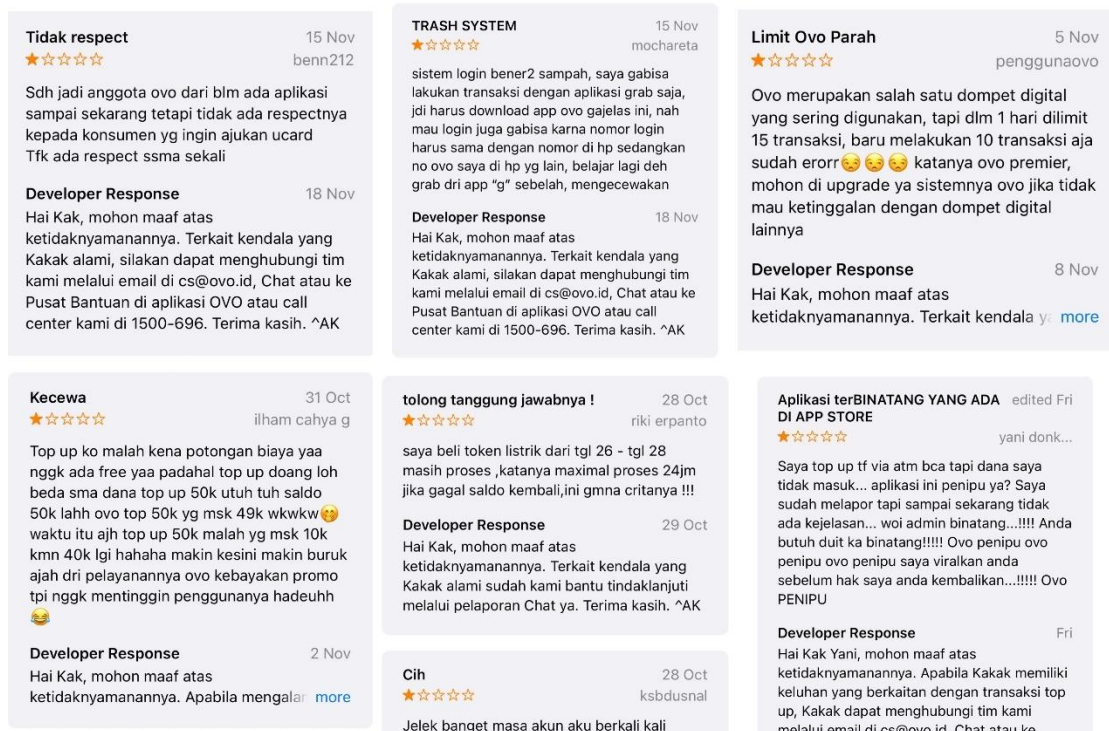 Tidak respect
15 Nov
benn212
Sdh jadi anggota ovo dari blm ada aplikasi
sampai sekarang tetapi tidak ada respectnya
kepada konsumen yg ingin ajukan ucard
Tfk ada respect ssma sekali
Developer Response
18 Nov
Hai Kak, mohon maaf atas
ketidaknyamanannya. Terkait kendala yang
Kakak alami, silakan dapat menghubungi tim
kami melalui email di cs@ovo.id, Chat atau ke
Pusat Bantuan di aplikasi OVO atau call
center kami di 1500-696. Terima kasih. ^AK
TRASH SYSTEM
15 Nov
mochareta
sistem login bener2 sampah, saya gabisa
lakukan transaksi dengan aplikasi grab saja,
jdi harus download app ovo gajelas ini, nah
mau login juga gabisa karna nomor login
harus sama dengan nomor di hp sedangkan
no ovo saya di hp yg lain, belajar lagi deh
grab dri app “g” sebelah, mengecewakan
Developer Response
18 Nov
Hai Kak, mohon maaf atas
ketidaknyamanannya. Terkait kendala yang
Kakak alami, silakan dapat menghubungi tim
kami melalui email di cs@ovo.id, Chat atau ke
Pusat Bantuan di aplikasi OVO atau call
center kami di 1500-696. Terima kasih. ^AK
Limit Ovo Parah
5 Nov
penggunaovo
Ovo merupakan salah satu dompet digital
yang sering digunakan, tapi dlm 1 hari dilimit
15 transaksi, baru melakukan 10 transaksi aja
sudah erorr😒😒😒 katanya ovo premier,
mohon di upgrade ya sistemnya ovo jika tidak
mau ketinggalan dengan dompet digital
lainnya
Developer Response
8 Nov
Hai Kak, mohon maaf atas
ketidaknyamanannya. Terkait kendala more
Kecewa
31 Oct
ilham cahya g
Top up ko malah kena potongan biaya yaa
nggk ada free yaa padahal top up doang loh
beda sma dana top up 50k utuh tuh saldo
50k lahh ovo top 50k yg msk 49k wkwkw🤭
waktu itu ajh top up 50k malah yg msk 10k
kmn 40k lgi hahaha makin kesini makin buruk
ajah dri pelayanannya ovo kebayakan promo
tpi nggk mentinggin penggunanya hadeuhh
😂
Developer Response
2 Nov
Hai Kak, mohon maaf atas
ketidaknyamanannya. Apabila more
tolong tanggung jawabnya !
28 Oct
riki erpanto
saya beli token listrik dari tgl 26 - tgl 28
masih proses ,katanya maximal proses 24jm
jika gagal saldo kembali,ini gmna critanya !!!
Developer Response
29 Oct
Hai Kak, mohon maaf atas
ketidaknyamanannya. Terkait kendala yang
Kakak alami sudah kami bantu tindaklanjuti
melalui pelaporan Chat ya. Terima kasih. ^AK
Cih
28 Oct
ksbdusnal
Jelek banget masa akun aku berkali kali
Aplikasi terBINATANG YANG ADA
DI APP STORE
edited Fri
yani donk...
Saya top up tf via atm bca tapi dana saya
tidak masuk... aplikasi ini penipu ya? Saya
sudah melapor tapi sampai sekarang tidak
ada kejelasan... woi admin binatang...!!!! Anda
butuh duit ka binatang!!!!! Ovo penipu ovo
penipu ovo penipu saya viralkan anda
sebelum hak saya anda kembalikan...!!!!! Ovo
PENIPU
Developer Response
Fri
Hai Kak Yani, mohon maaf atas
ketidaknyamanannya. Apabila Kakak memiliki
keluhan yang berkaitan dengan transaksi top
up, Kakak dapat menghubungi tim kami
melalui email di cs@ovo.id, Chat atau ke